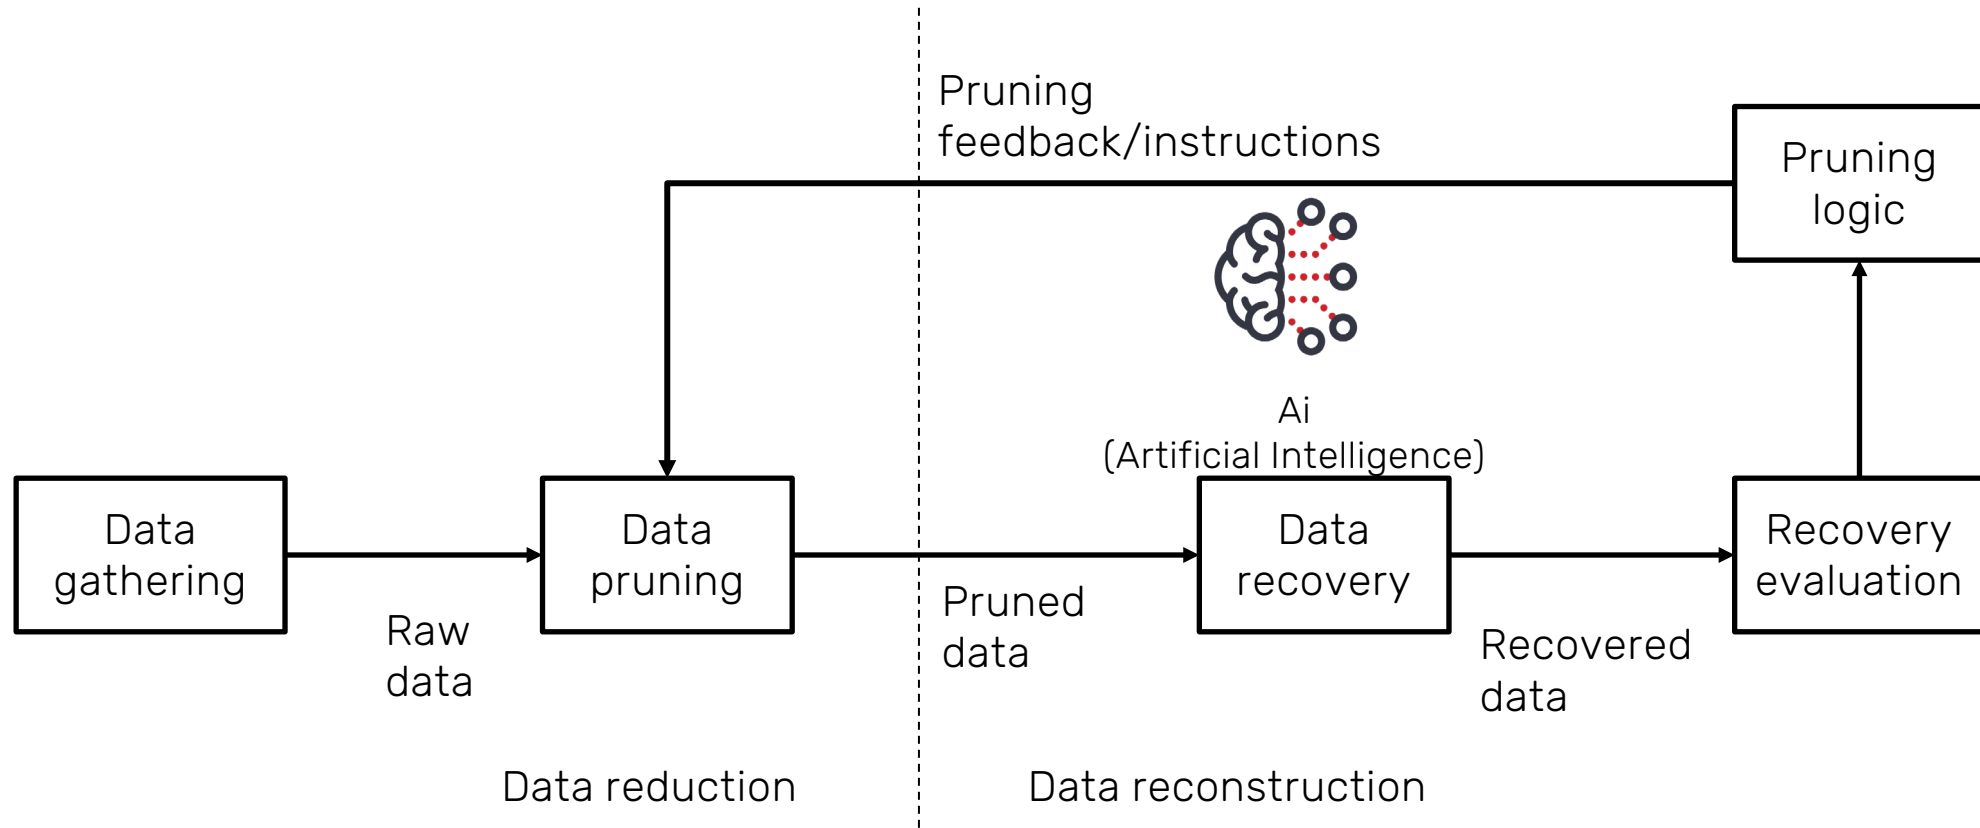 Pruning
feedback/instructions
Pruning
logic
Ai
(Artificial Intelligence)
Data
gathering
Raw
data
Data
pruning
Pruned
data
Data
recovery
Recovered
data
Recovery
evaluation
Data reduction
Data reconstruction